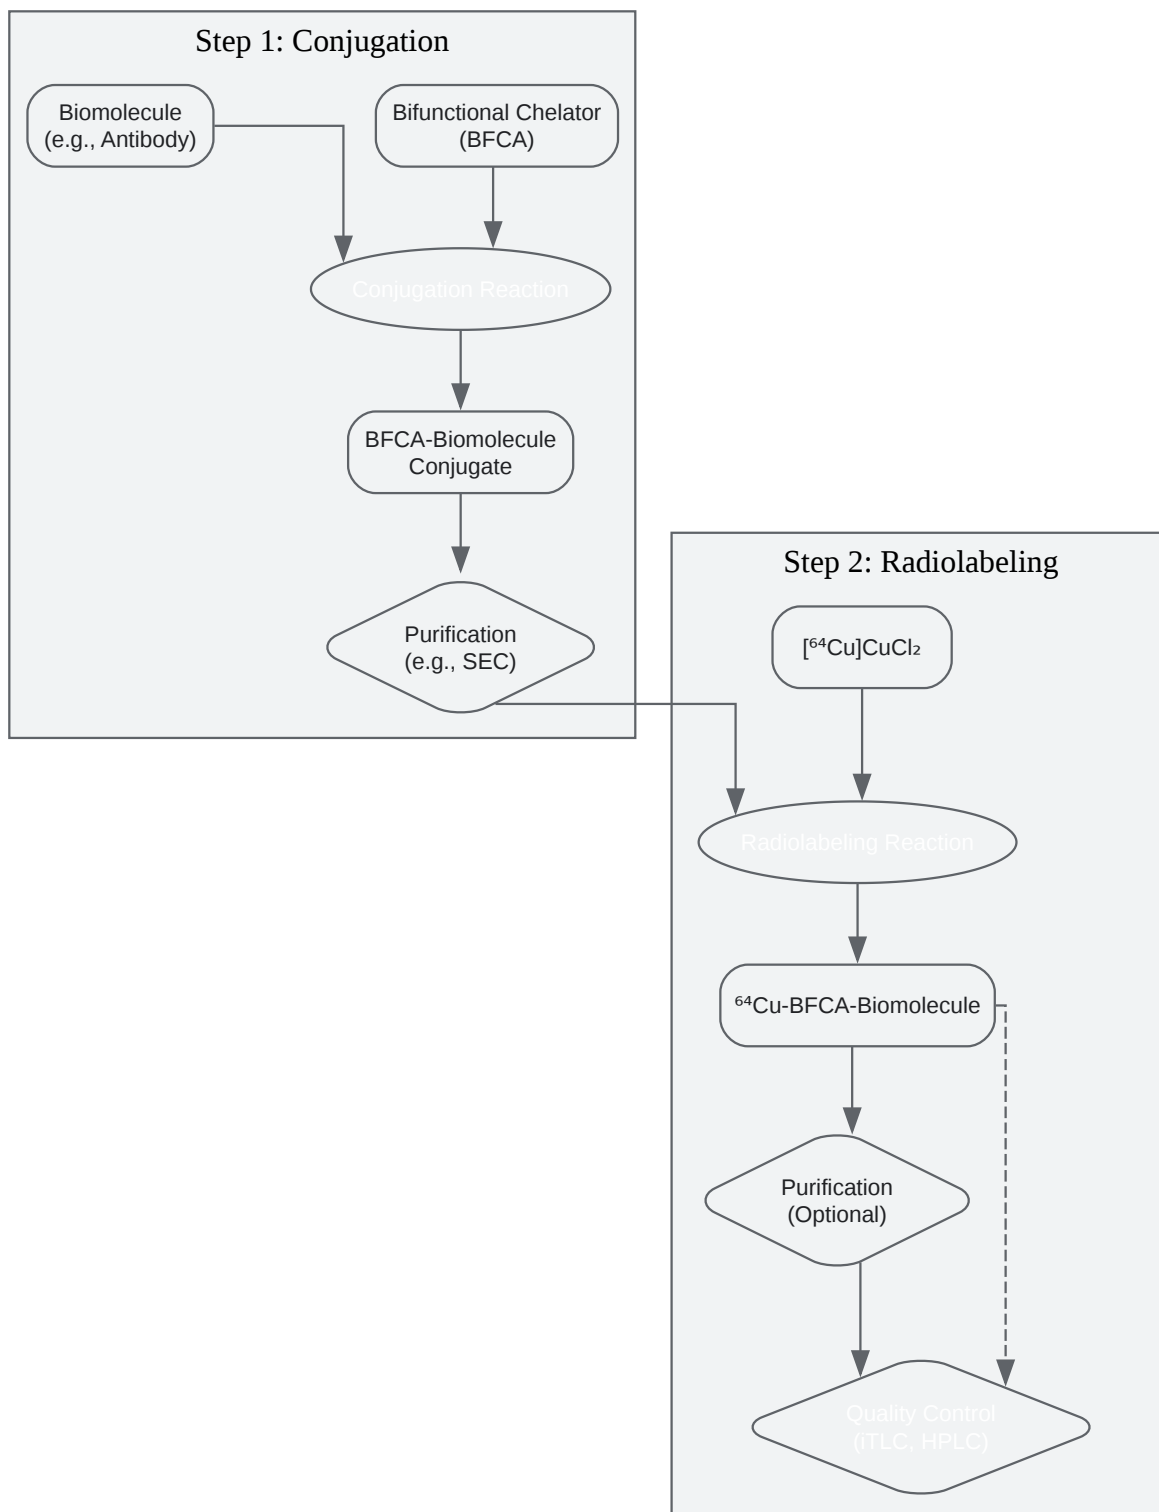 Step 1: Conjugation
Biomolecule
(e.g., Antibody)
Bifunctional Chelator
(BFCA)
Conjugation Reaction
BFCA-Biomolecule
Conjugate
Purification
(e.g., SEC)
Step 2: Radiolabeling
[⁶⁴Cu]CuCl₂
Radiolabeling Reaction
⁶⁴Cu-BFCA-Biomolecule
Purification
(Optional)
Quality Control
(iTLC, HPLC)